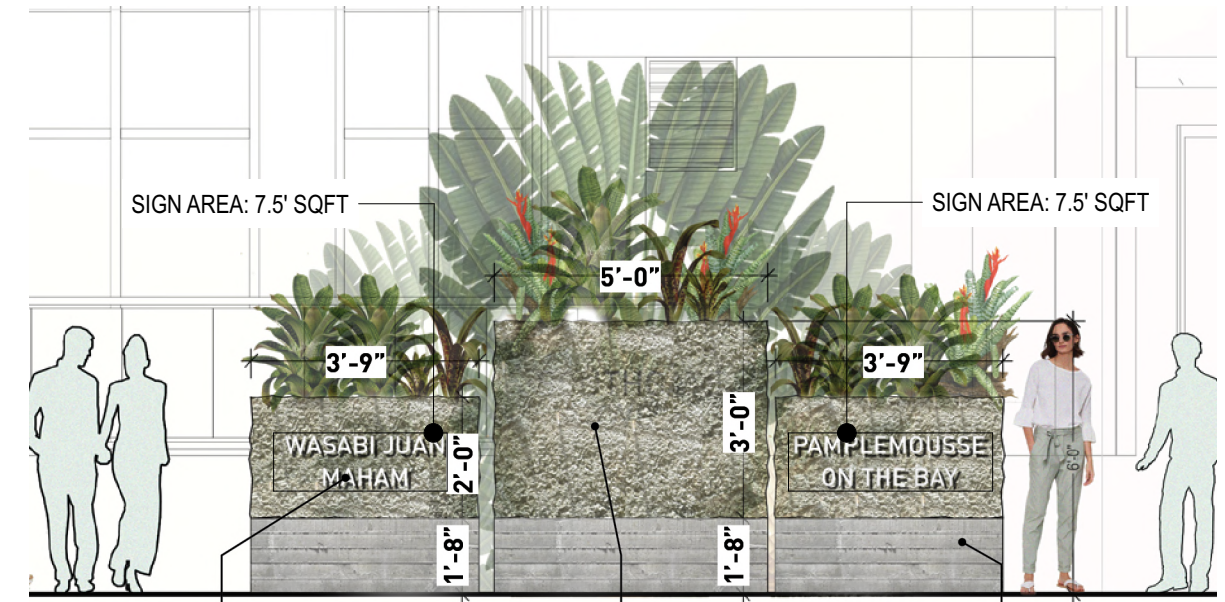 SIGN AREA: 7.5' SQFT
SIGN AREA: 7.5' SQFT
5'-0"
3'-9"
3'-9"
WASABI JUAN
MAHAM
2'-0"
3'-0"
PAMPLEMOUSSE
ON THE BAY
6'-0"
1'-8"
1'-8"